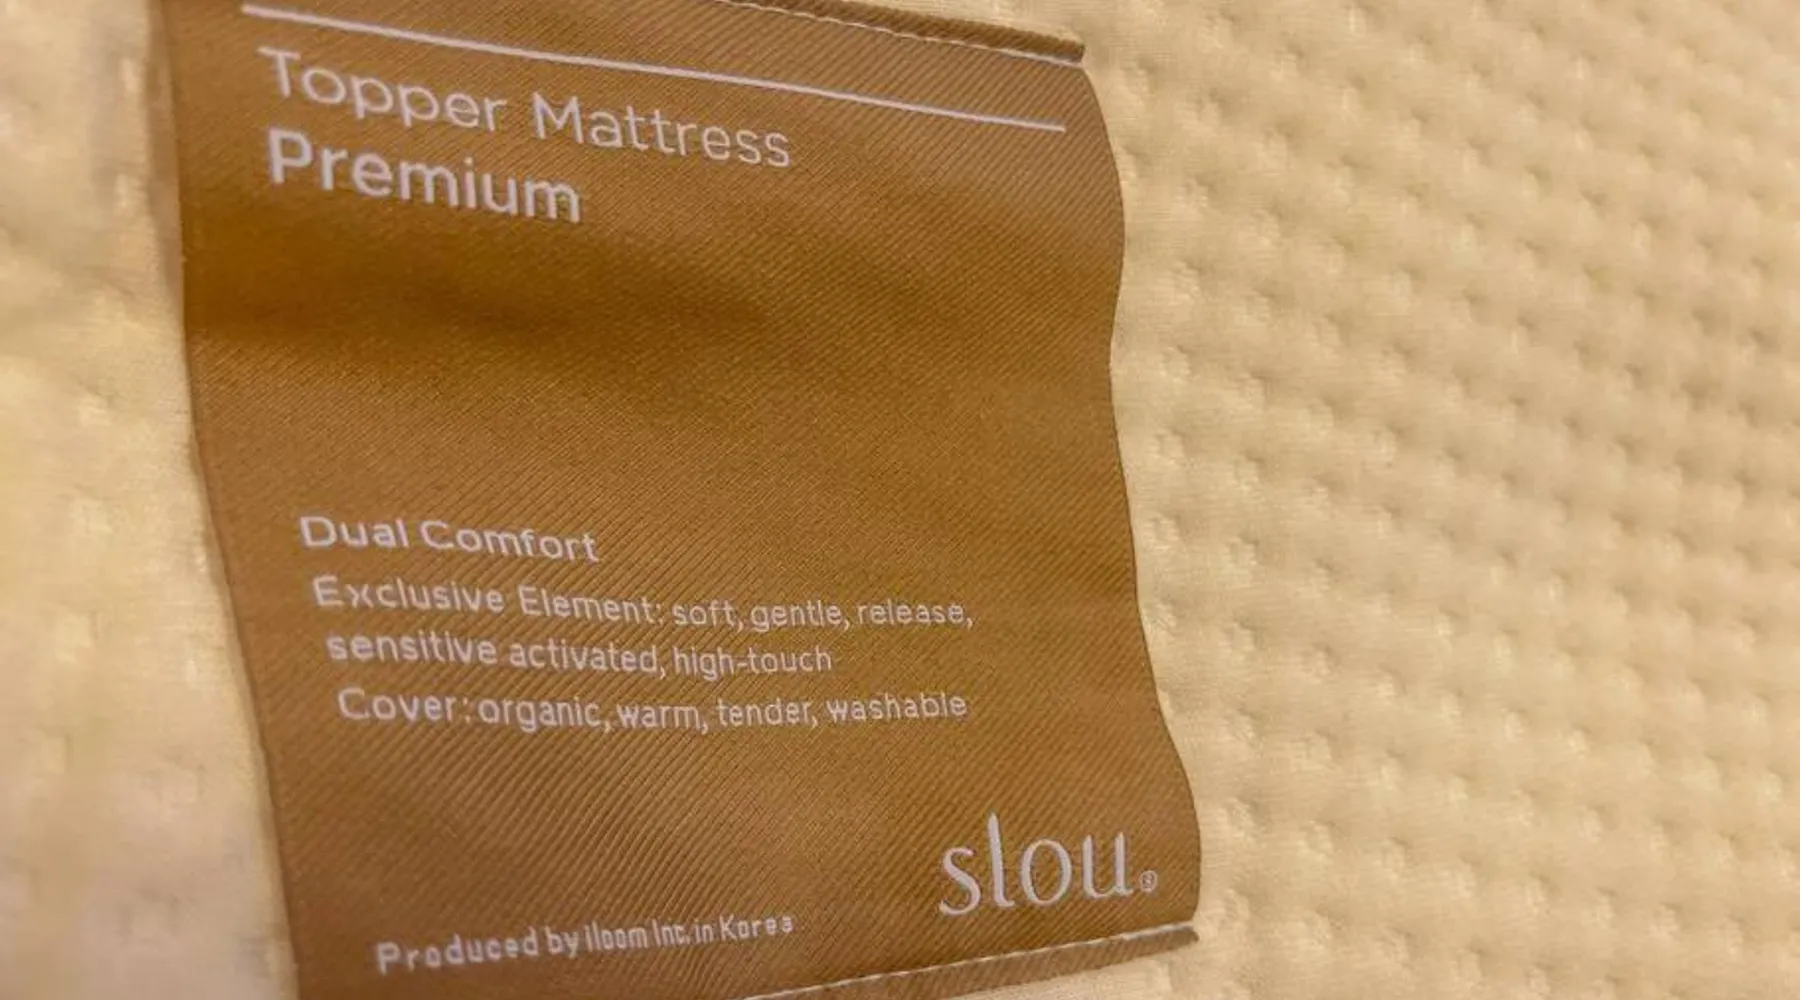 Topper Mattress
Premium
Dual Comfort
Exclusive Element: soft, gentle, release,
sensitive activated, high-touch
Cover: organic, warm, tender, washable
slou®
Produced by iloom Inc. in Korea